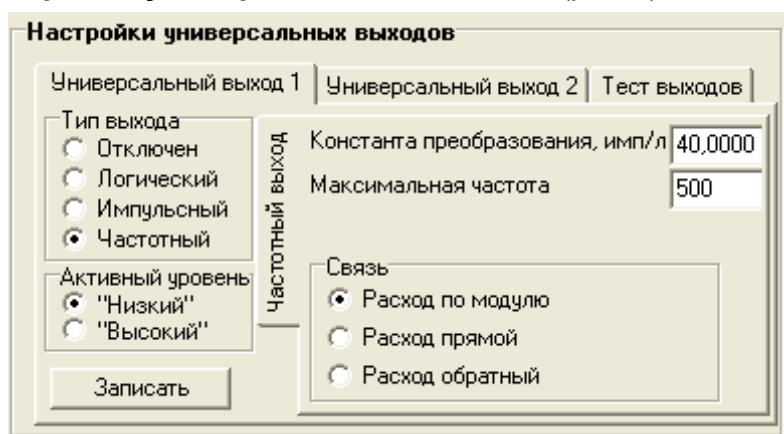 Настройки универсальных выходов
Универсальный выход 1
Универсальный выход 2
Тест выходов
Тип выхода
Отключен
Логический
Импульсный
Частотный
Активный уровень
"Низкий"
"Высокий"
Записать
Частотный выход
Константа преобразования, имп/л 40,0000
Максимальная частота 500
Связь
Расход по модулю
Расход прямой
Расход обратный